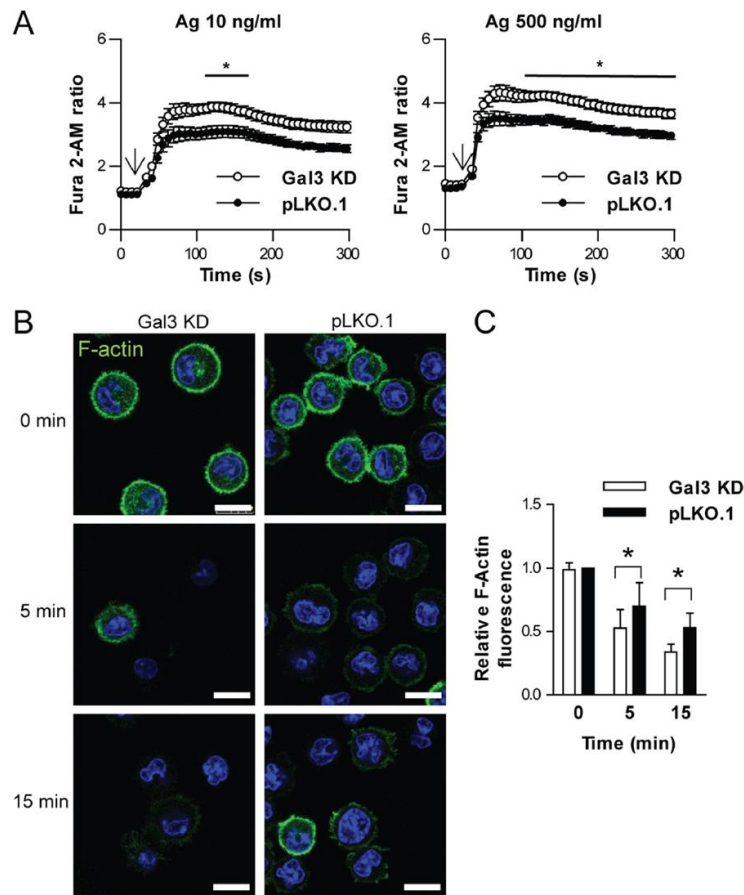 A
Ag 10 ng/ml
Ag 500 ng/ml
Fura 2-AM ratio
6
4
2
0
*
Gal3 KD
pLKO.1
0
100
200
300
Time (s)
Fura 2-AM ratio
6
4
2
0
*
Gal3 KD
pLKO.1
0
100
200
300
Time (s)
B
Gal3 KD
pLKO.1
F-actin
0 min
5 min
15 min
C
Gal3 KD
pLKO.1
Relative F-Actin
fluorescence
1.5
1.0
0.5
0.0
*
*
0
5
15
Time (min)